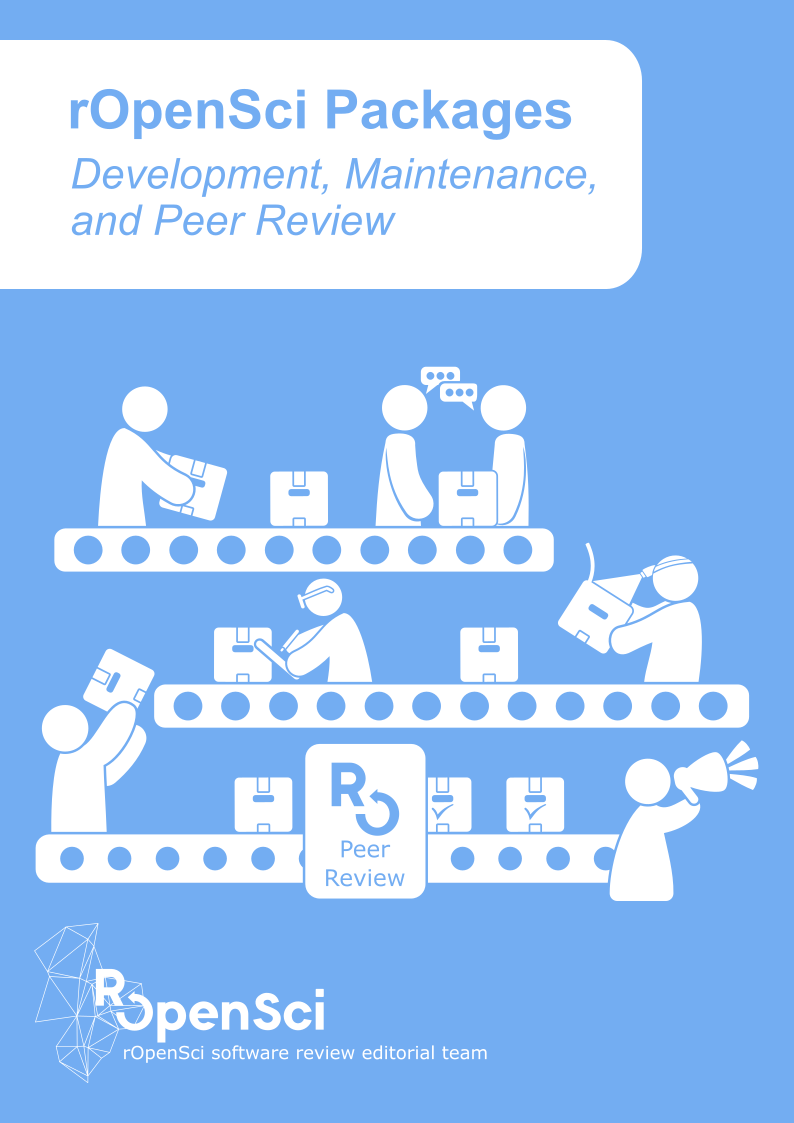 rOpenSci Packages
Development, Maintenance,
and Peer Review
R
Peer
Review
ROpenSci
rOpenSci software review editorial team